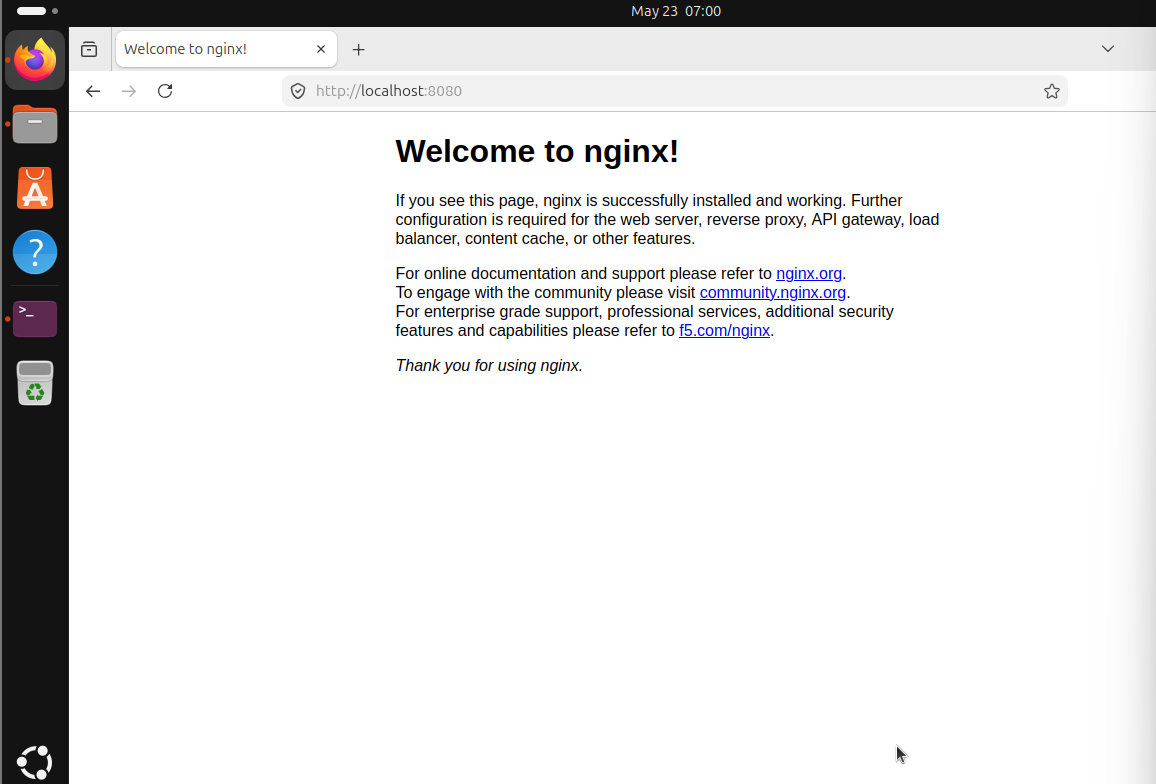 May 23 07:00
Welcome to nginx!
http://localhost:8080
Welcome to nginx!
If you see this page, nginx is successfully installed and working. Further
configuration is required for the web server, reverse proxy, API gateway, load
balancer, content cache, or other features.
For online documentation and support please refer to nginx.org.
To engage with the community please visit community.nginx.org.
For enterprise grade support, professional services, additional security
features and capabilities please refer to f5.com/nginx.
Thank you for using nginx.